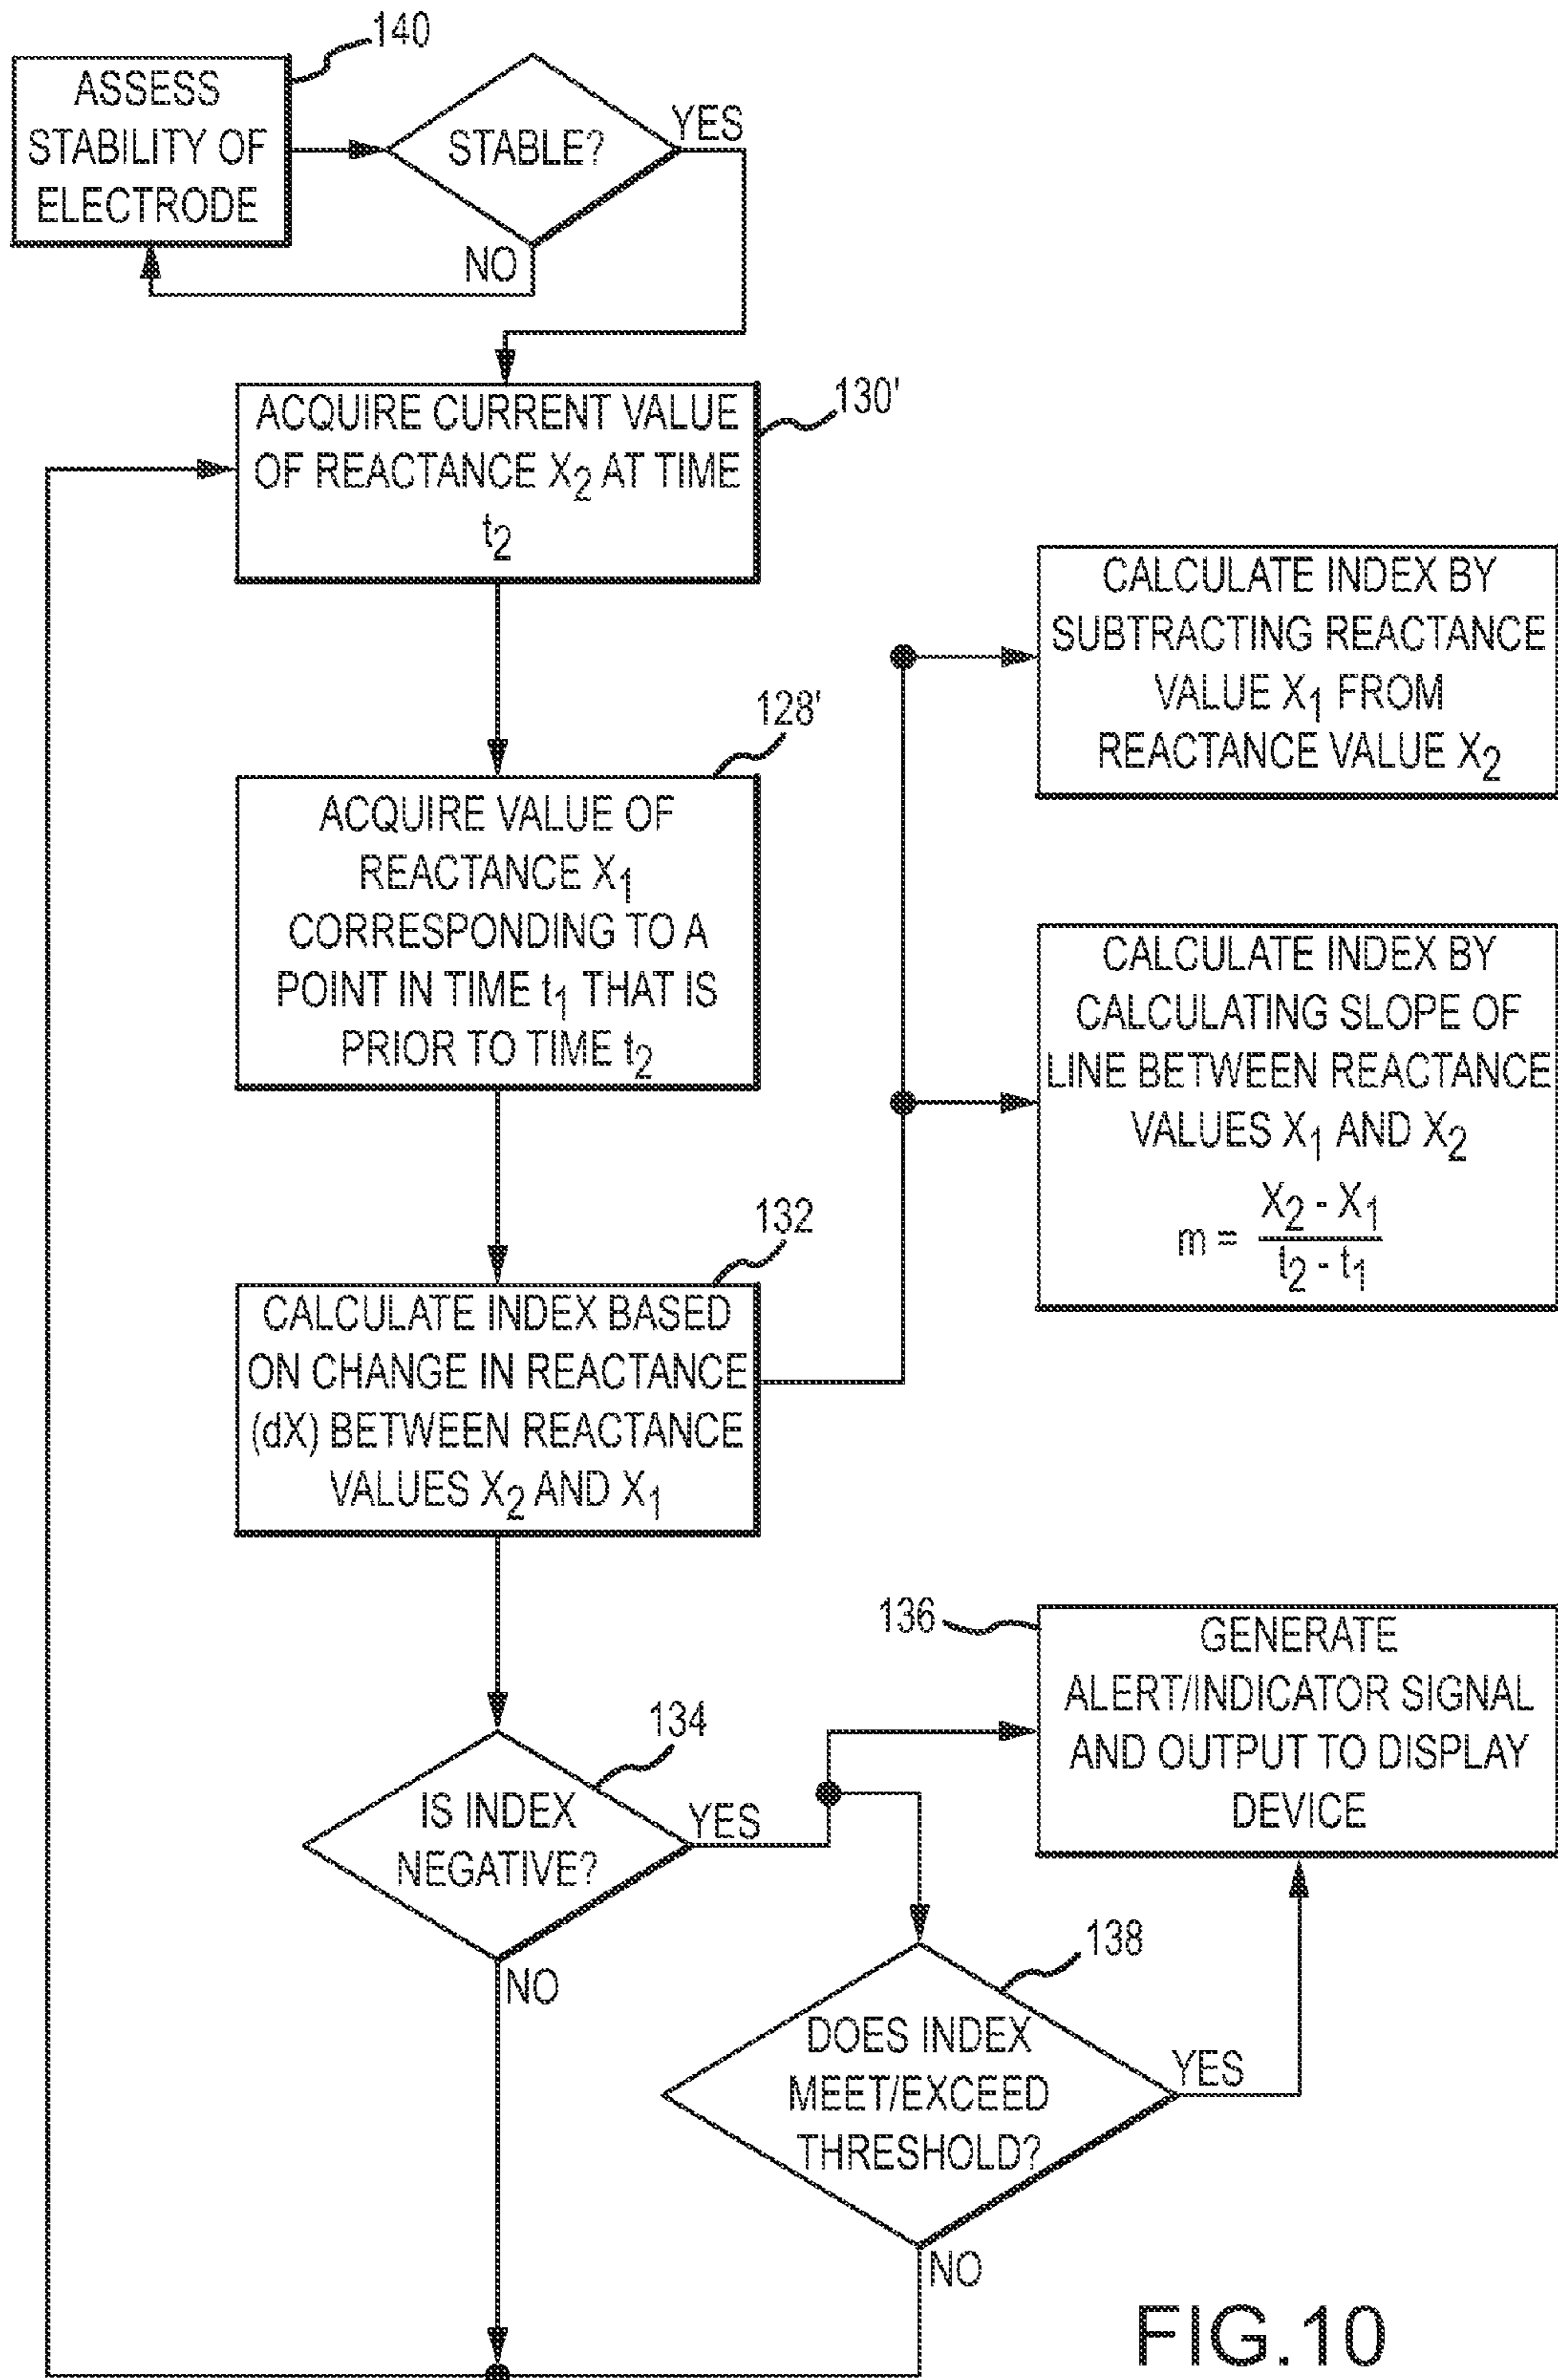 140
ASSESS
STABILITY OF
ELECTRODE
STABLE?
YES
NO
130'
ACQUIRE CURRENT VALUE
OF REACTANCE X₂ AT TIME
t₂
128'
ACQUIRE VALUE OF
REACTANCE X₁
CORRESPONDING TO A
POINT IN TIME t₁ THAT IS
PRIOR TO TIME t₂
132
CALCULATE INDEX BASED
ON CHANGE IN REACTANCE
(dX) BETWEEN REACTANCE
VALUES X₂ AND X₁
CALCULATE INDEX BY
SUBTRACTING REACTANCE
VALUE X₁ FROM
REACTANCE VALUE X₂
CALCULATE INDEX BY
CALCULATING SLOPE OF
LINE BETWEEN REACTANCE
VALUES X₁ AND X₂
m = X₂ - X₁
t₂ - t₁
134
IS INDEX
NEGATIVE?
YES
NO
136
GENERATE
ALERT/INDICATOR SIGNAL
AND OUTPUT TO DISPLAY
DEVICE
138
DOES INDEX
MEET/EXCEED
THRESHOLD?
YES
NO
FIG.10